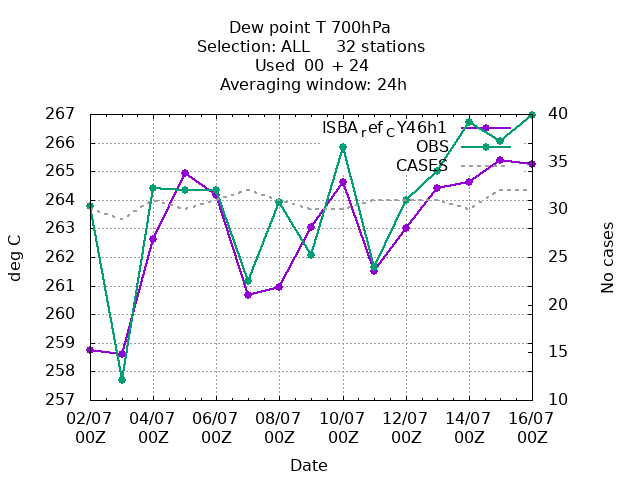 Dew point T 700hPa
Selection: ALL 32 stations
Used 00 + 24
Averaging window: 24h
267
266
265
264
263
262
261
260
259
258
257
deg C
ISBA_ref_CY46h1
OBS
CASES
40
35
30
25
20
15
10
No cases
02/07 04/07 06/07 08/07 10/07 12/07 14/07 16/07
00Z 00Z 00Z 00Z 00Z 00Z 00Z 00Z
Date